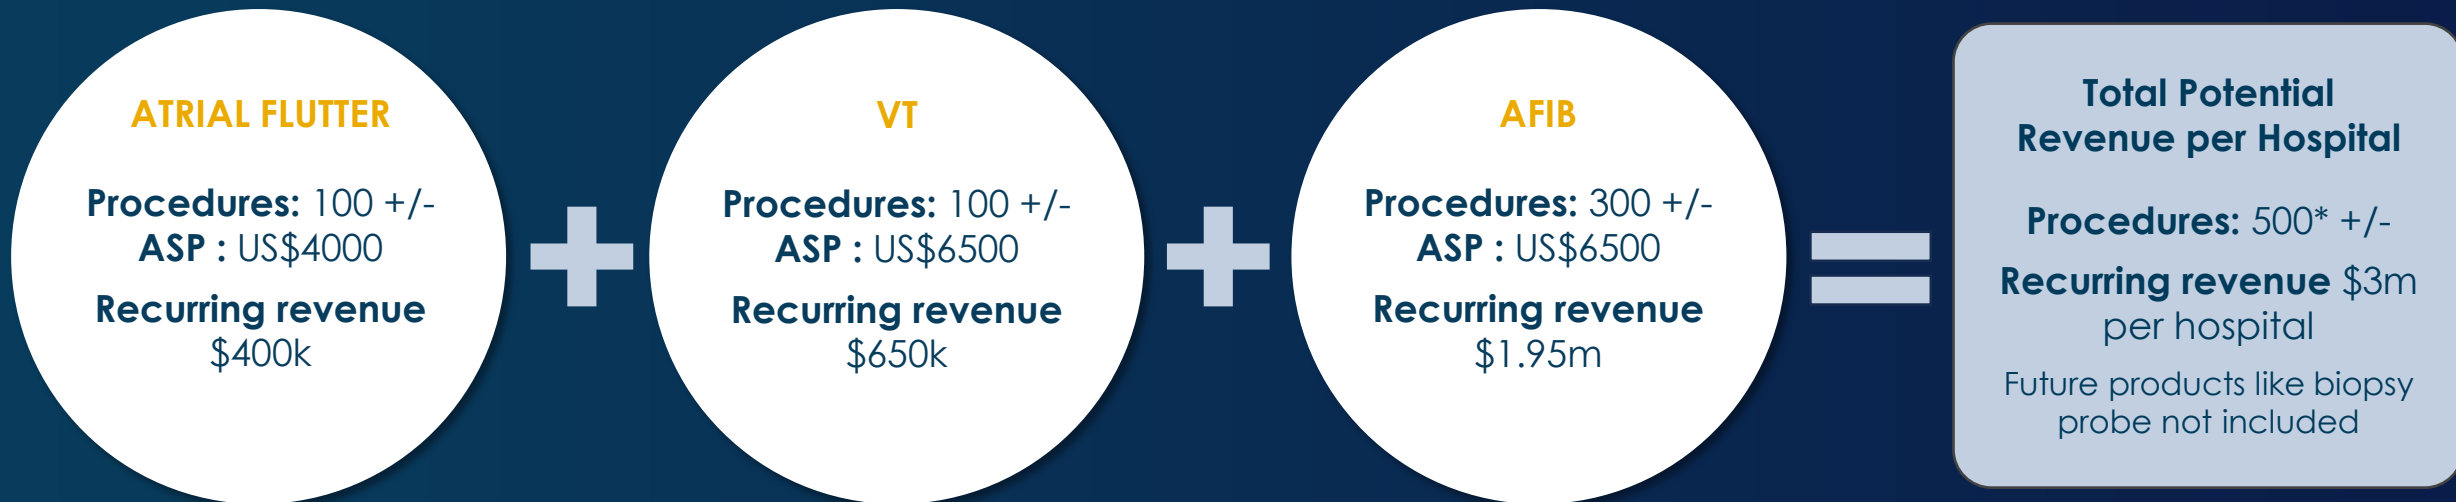 ATRIAL FLUTTER
Procedures: 100 +/-
ASP : US$4000
Recurring revenue
$400k
VT
Procedures: 100 +/-
ASP : US$6500
Recurring revenue
$650k
AFIB
Procedures: 300 +/-
ASP : US$6500
Recurring revenue
$1.95m
Total Potential
Revenue per Hospital
Procedures: 500* +/-
Recurring revenue $3m
per hospital
Future products like biopsy
probe not included